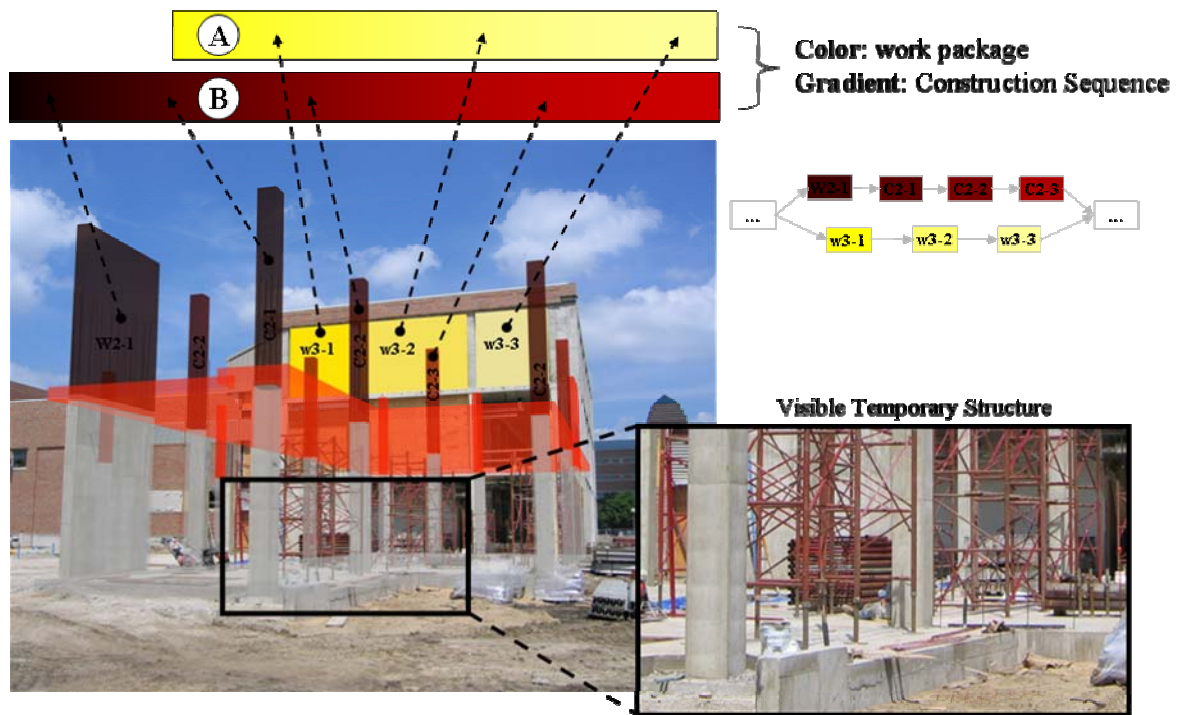 A
Color: work package
B
Gradient: Construction Sequence
W2-1
C2-1
C2-2
C2-3
...
...
w3-1
w3-2
w3-3
W2-1
C2-2
C2-1
w3-1
C2-2
w3-2
C2-3
w3-3
C2-2
Visible Temporary Structure